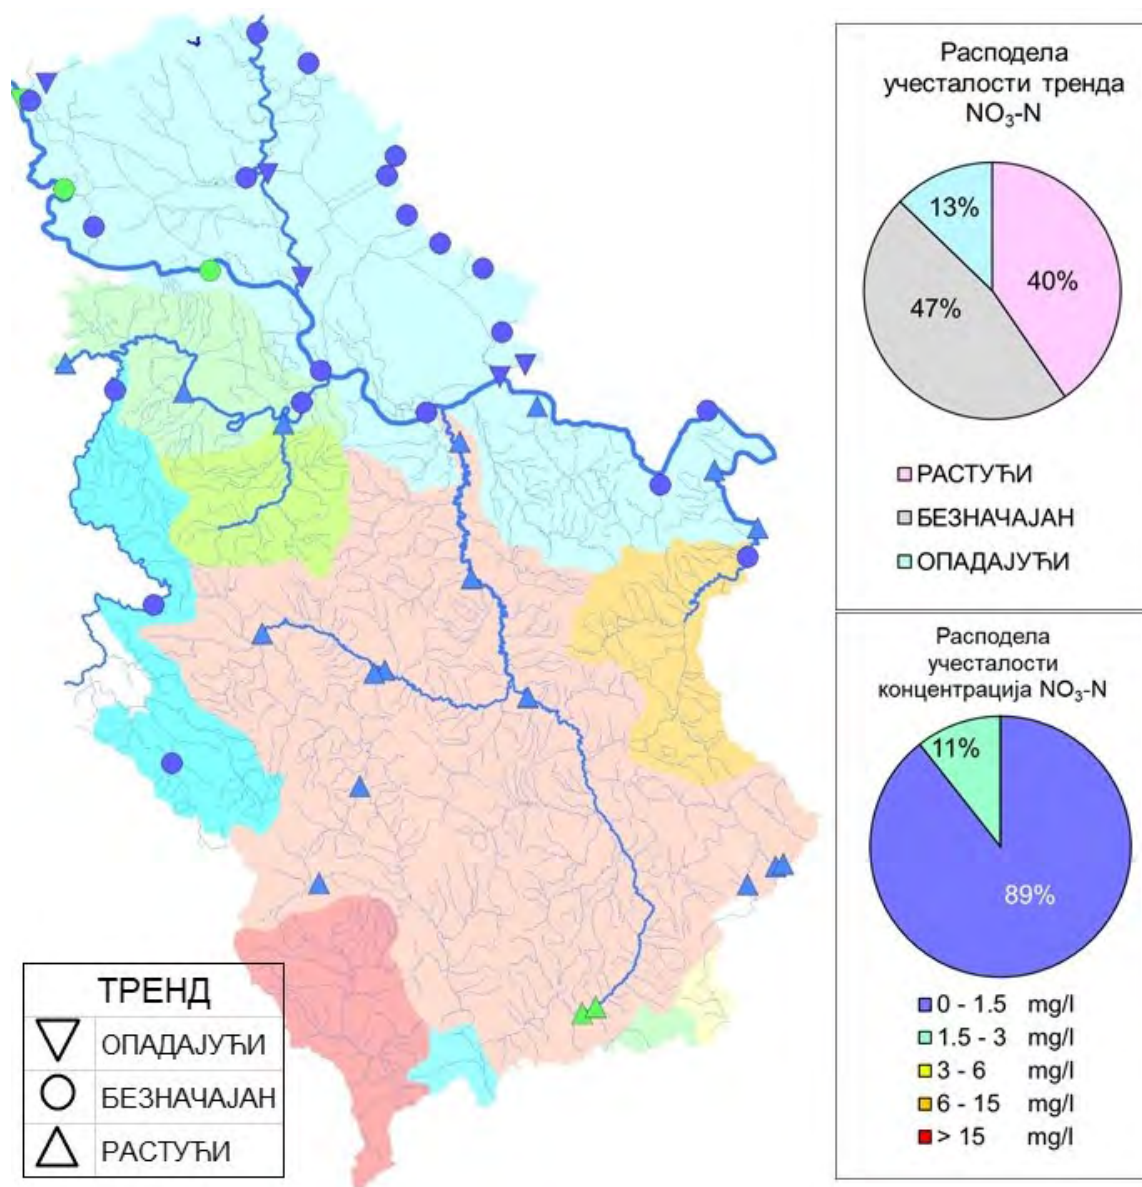 Расподела
учесталости тренда
NO₃-N
13%
40%
47%
РАСТУЋИ
БЕЗНАЧАЈАН
ОПАДАЈУЋИ
Расподела
учесталости
концентрација NO₃-N
11%
89%
0 - 1.5 mg/l
1.5 - 3 mg/l
3 - 6 mg/l
6 - 15 mg/l
> 15 mg/l
ТРЕНД
ОПАДАЈУЋИ
БЕЗНАЧАЈАН
РАСТУЋИ